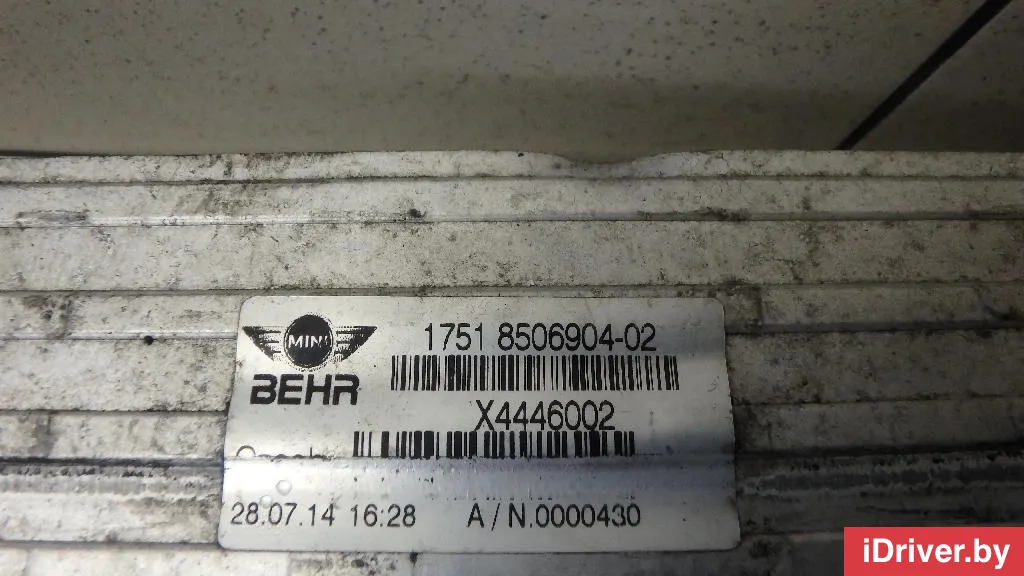 MINI
1751 8506904-02
BEHR
X4446002
28.07.14 16:28 A/N.0000430
iDriver.by